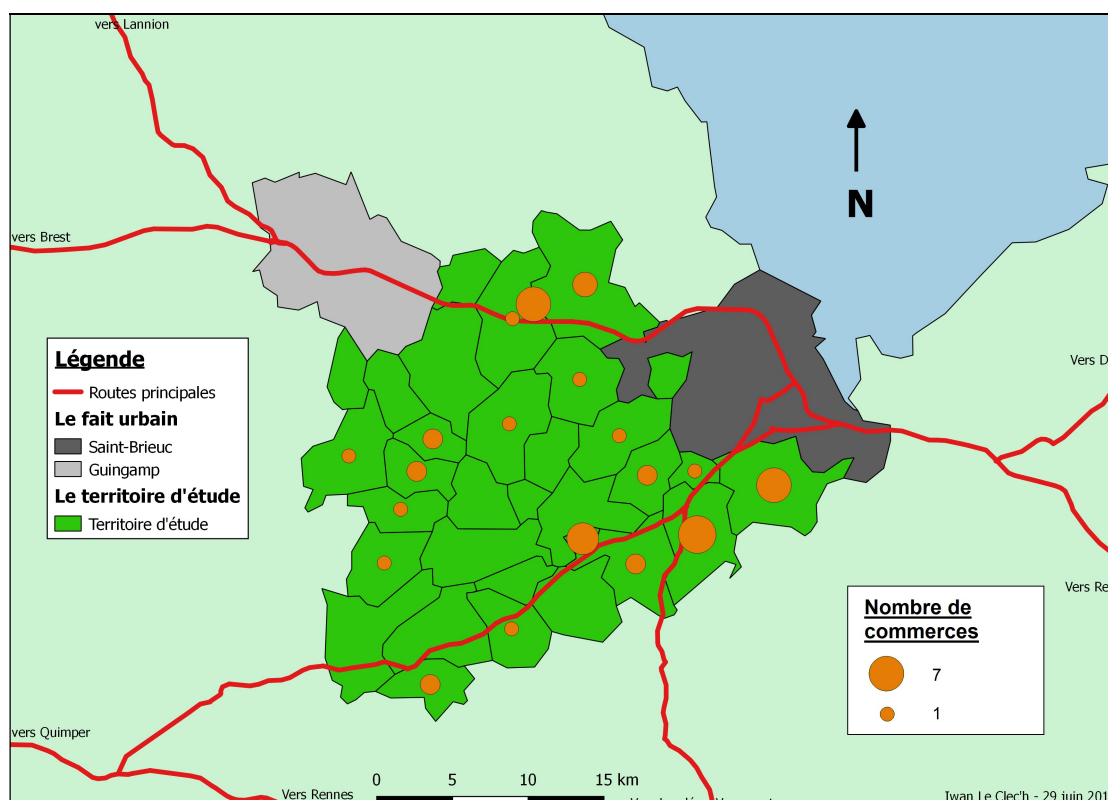 vers Lannion
N
vers Brest
Vers D
Légende
Routes principales
Le fait urbain
Saint-Brieuc
Guingamp
Le territoire d'étude
Territoire d'étude
Vers Re
Nombre de
commerces
7
1
vers Quimper
0 5 10 15 km
Vers Rennes
Iwan Le Clec'h - 29 juin 201